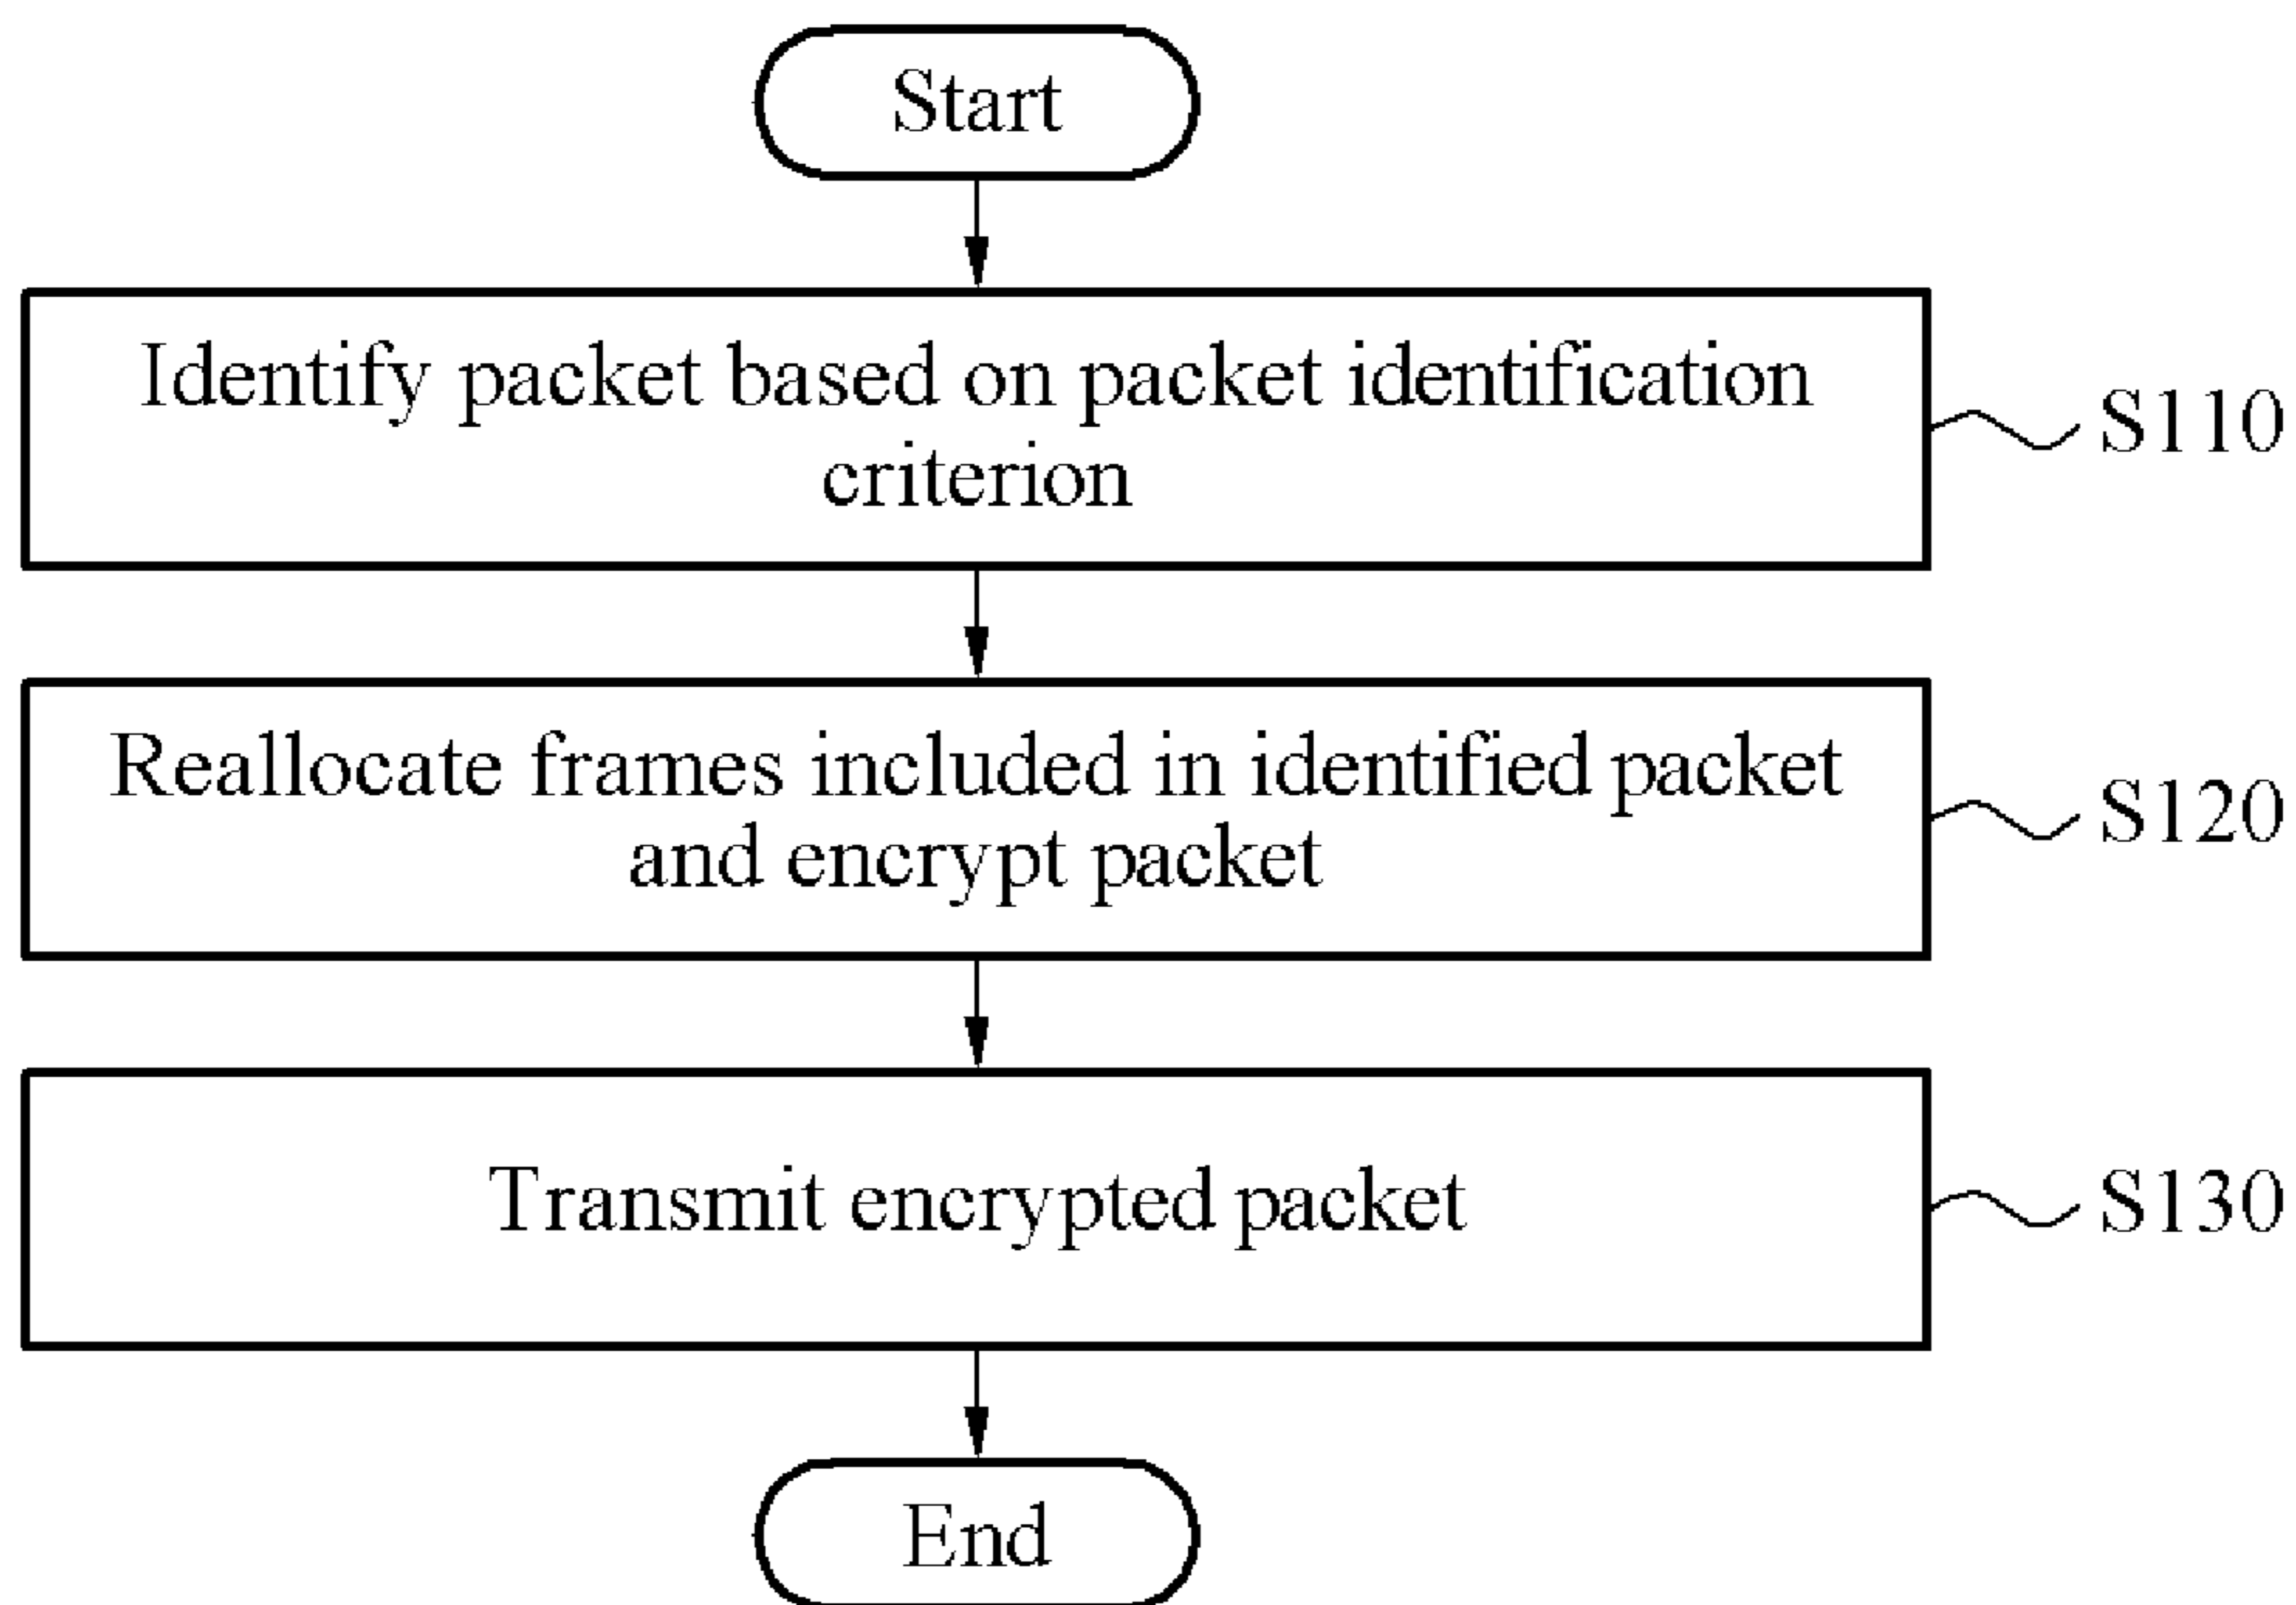 Start
Identify packet based on packet identification
criterion
S110
Reallocate frames included in identified packet
and encrypt packet
S120
Transmit encrypted packet
S130
End